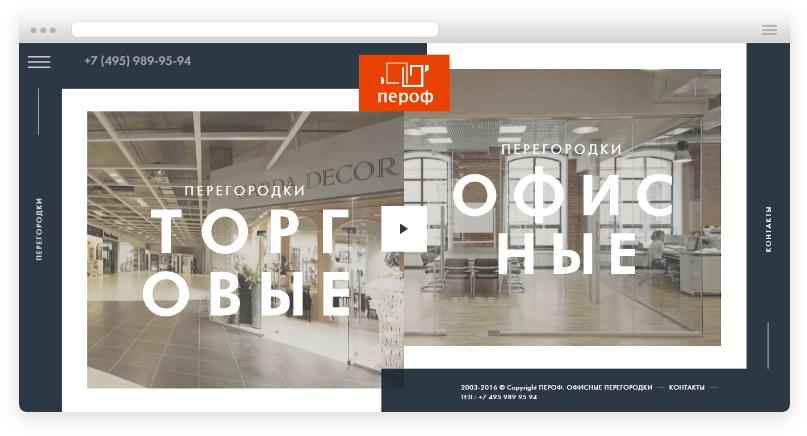 +7 (495) 989-95-94
пероф
ПЕРЕГОРОДКИ
ПЕРЕГОРОДКИ
ТОРГ
ОВЫЕ
DECOR
ПЕРЕГОРОДКИ
ОФИС
НЫЕ
КОНТАКТЫ
2003-2016 © Copyright ПЕРОФ. ОФИСНЫЕ ПЕРЕГОРОДКИ — КОНТАКТЫ —
ТЕЛ.: +7 495 989 95 94